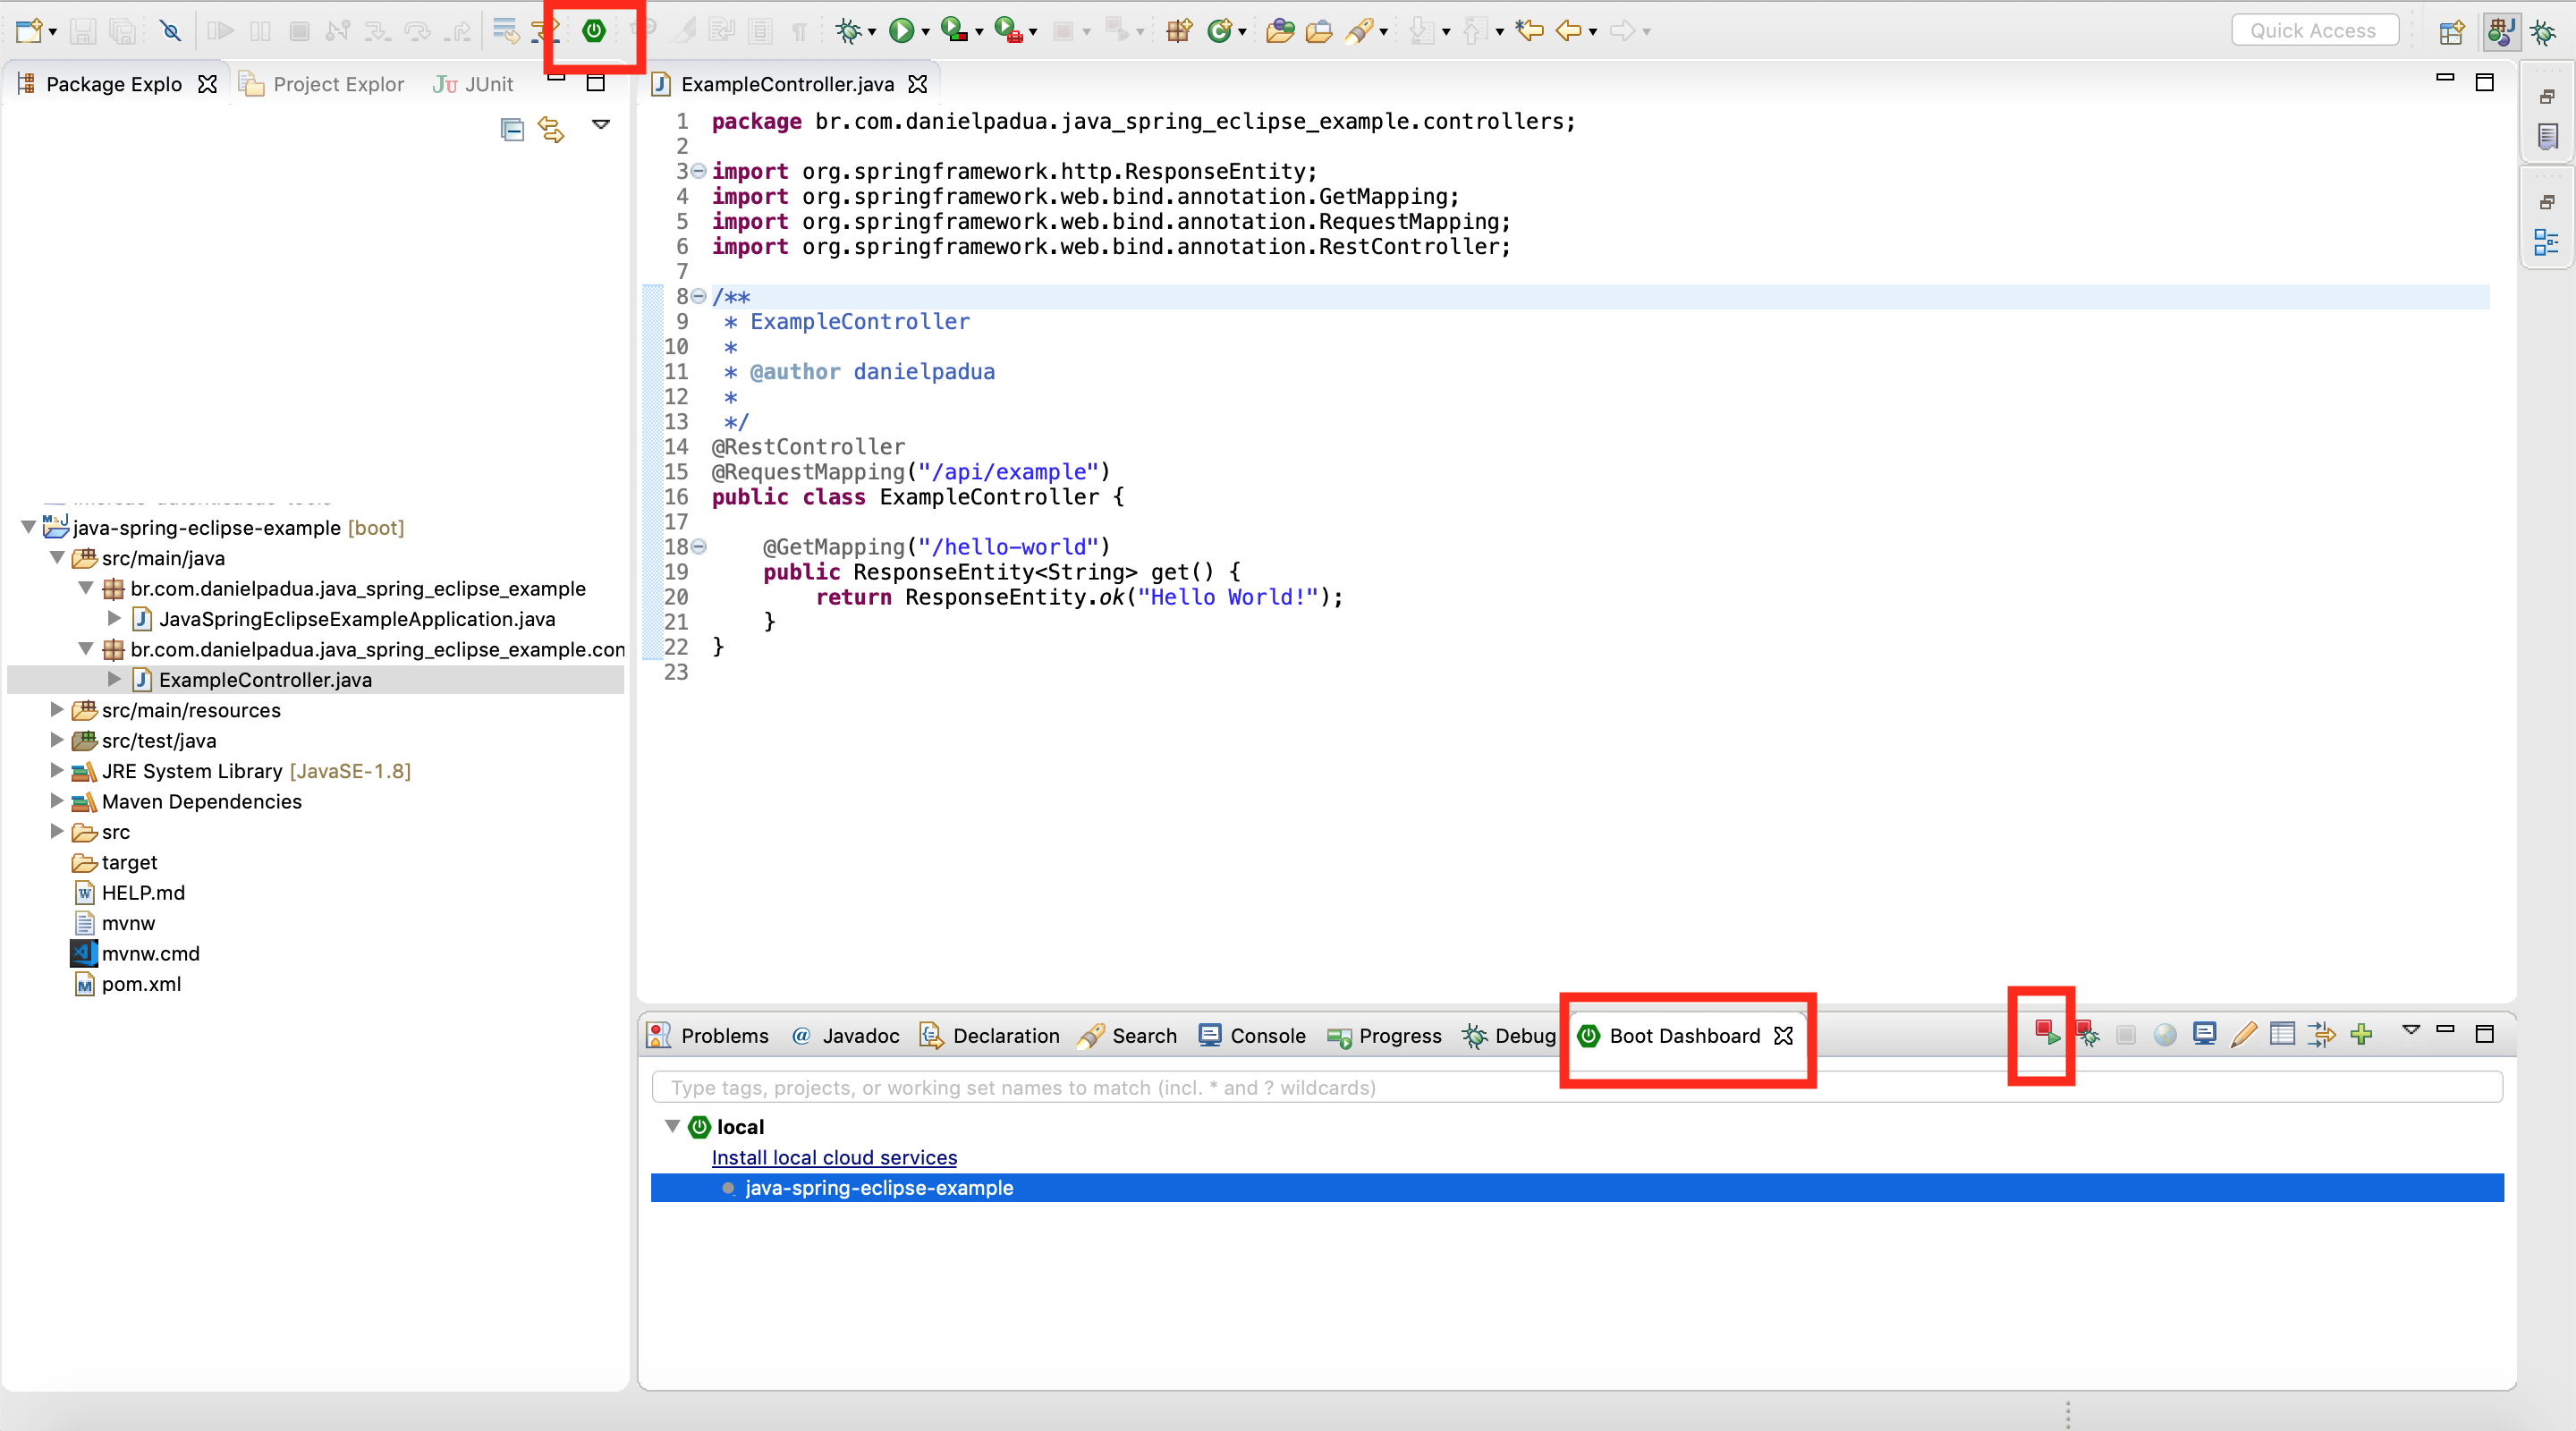 Quick Access
Package Explo
Project Explor
JUnit
ExampleController.java
1 package br.com.danielpadua.java_spring_eclipse_example.controllers;
2
3 import org.springframework.http.ResponseEntity;
4 import org.springframework.web.bind.annotation.GetMapping;
5 import org.springframework.web.bind.annotation.RequestMapping;
6 import org.springframework.web.bind.annotation.RestController;
7
8 /**
9 * ExampleController
10 *
11 * @author danielpadua
12 *
13 */
14 @RestController
15 @RequestMapping("/api/example")
16 public class ExampleController {
17
18 @GetMapping("/hello-world")
19 public ResponseEntity<String> get() {
20 return ResponseEntity.ok("Hello World!");
21 }
22 }
23
java-spring-eclipse-example [boot]
src/main/java
br.com.danielpadua.java_spring_eclipse_example
JavaSpringEclipseExampleApplication.java
br.com.danielpadua.java_spring_eclipse_example.con
ExampleController.java
src/main/resources
src/test/java
JRE System Library [JavaSE-1.8]
Maven Dependencies
src
target
HELP.md
mvnw
mvnw.cmd
pom.xml
Problems
Javadoc
Declaration
Search
Console
Progress
Debug
Boot Dashboard
Type tags, projects, or working set names to match (incl. * and ? wildcards)
local
Install local cloud services
java-spring-eclipse-example